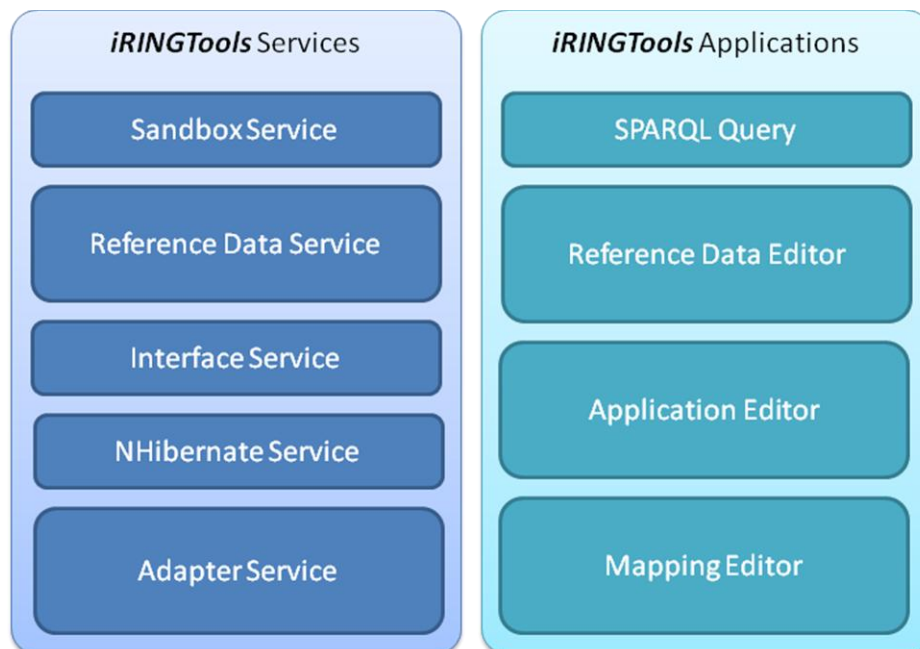 iRINGTools Services
Sandbox Service
Reference Data Service
Interface Service
NHibernate Service
Adapter Service
iRINGTools Applications
SPARQL Query
Reference Data Editor
Application Editor
Mapping Editor